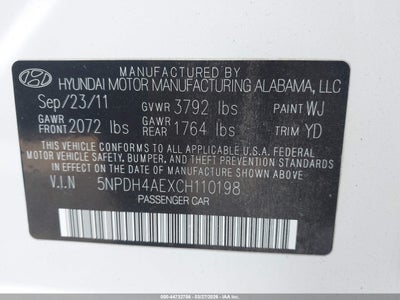 MANUFACTURED BY
HYUNDAI MOTOR MANUFACTURING ALABAMA, LLC
Sep/23/11 GVWR 3792 lbs PAINT WJ
GAWR FRONT 2072 lbs GAWR REAR 1764 lbs TRIM YD
THIS VEHICLE CONFORMS TO ALL APPLICABLE U.S.A. FEDERAL
MOTOR VEHICLE SAFETY, BUMPER, AND THEFT PREVENTION
STANDARDS IN EFFECT ON THE DATE OF MANUFACTURE SHOWN ABOVE.
V.I.N 5NPDH4AEXCH110198
PASSENGER CAR